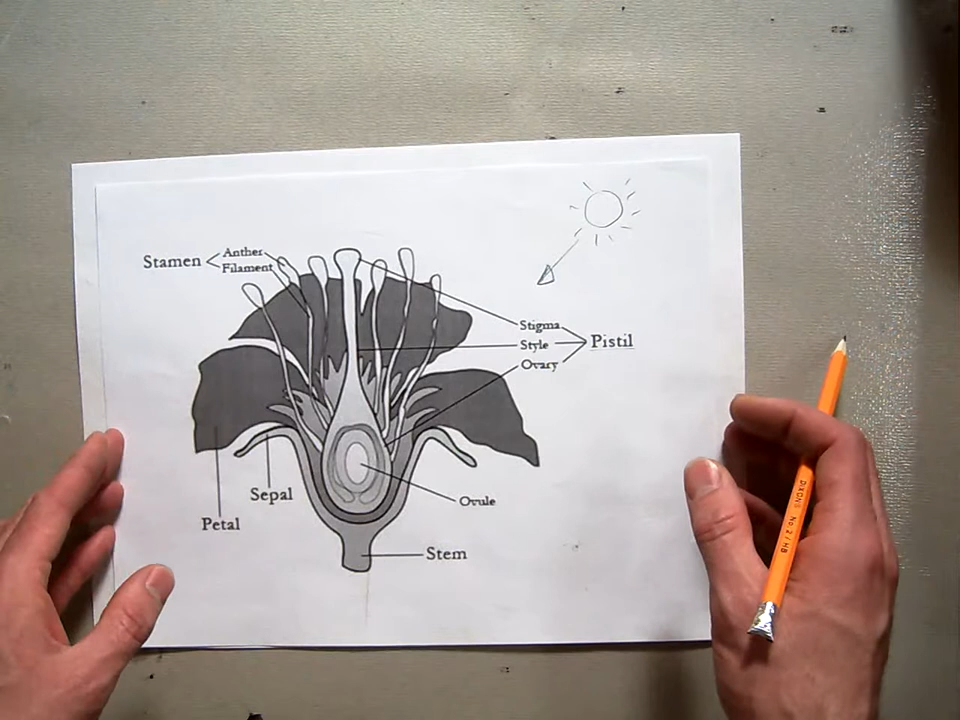 Stamen
Anther
Filament
Stigma
Style
Ovary
Pistil
Sepal
Petal
Ovule
Stem
DIXON No. 2/HB